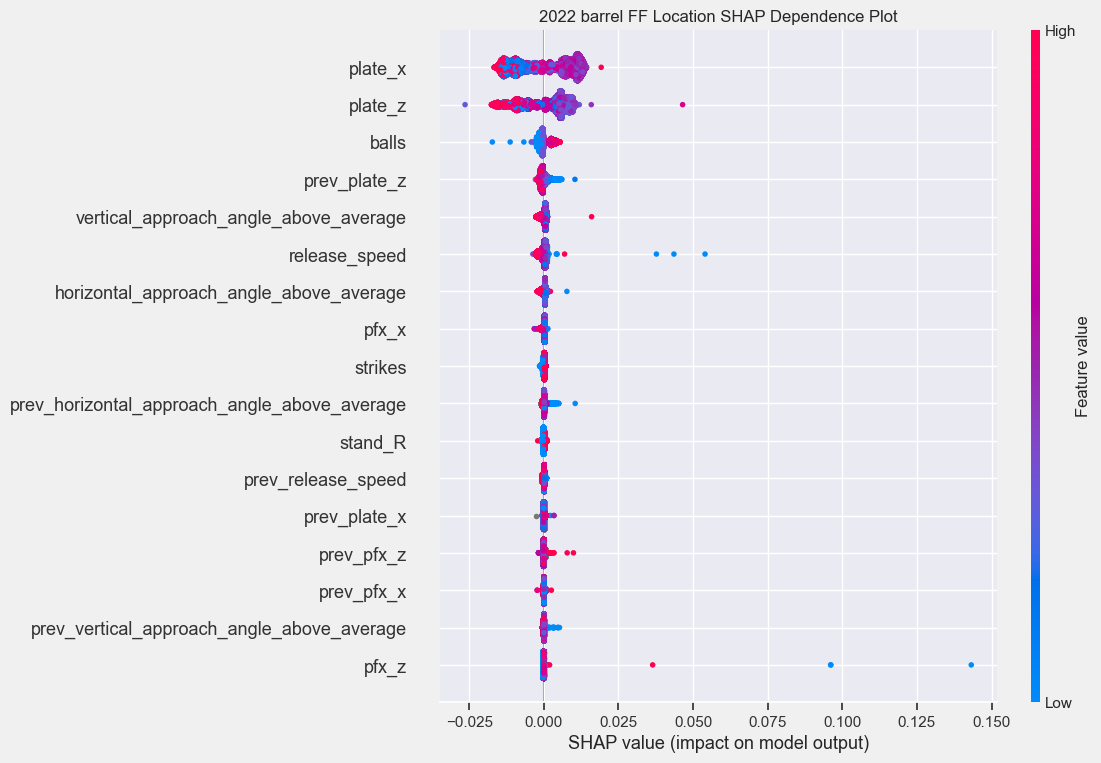 2022 barrel FF Location SHAP Dependence Plot
High
plate_x
plate_z
balls
prev_plate_z
vertical_approach_angle_above_average
release_speed
horizontal_approach_angle_above_average
pfx_x
strikes
prev_horizontal_approach_angle_above_average
stand_R
prev_release_speed
prev_plate_x
prev_pfx_z
prev_pfx_x
prev_vertical_approach_angle_above_average
pfx_z
Feature value
Low
−0.025 0.000 0.025 0.050 0.075 0.100 0.125 0.150
SHAP value (impact on model output)